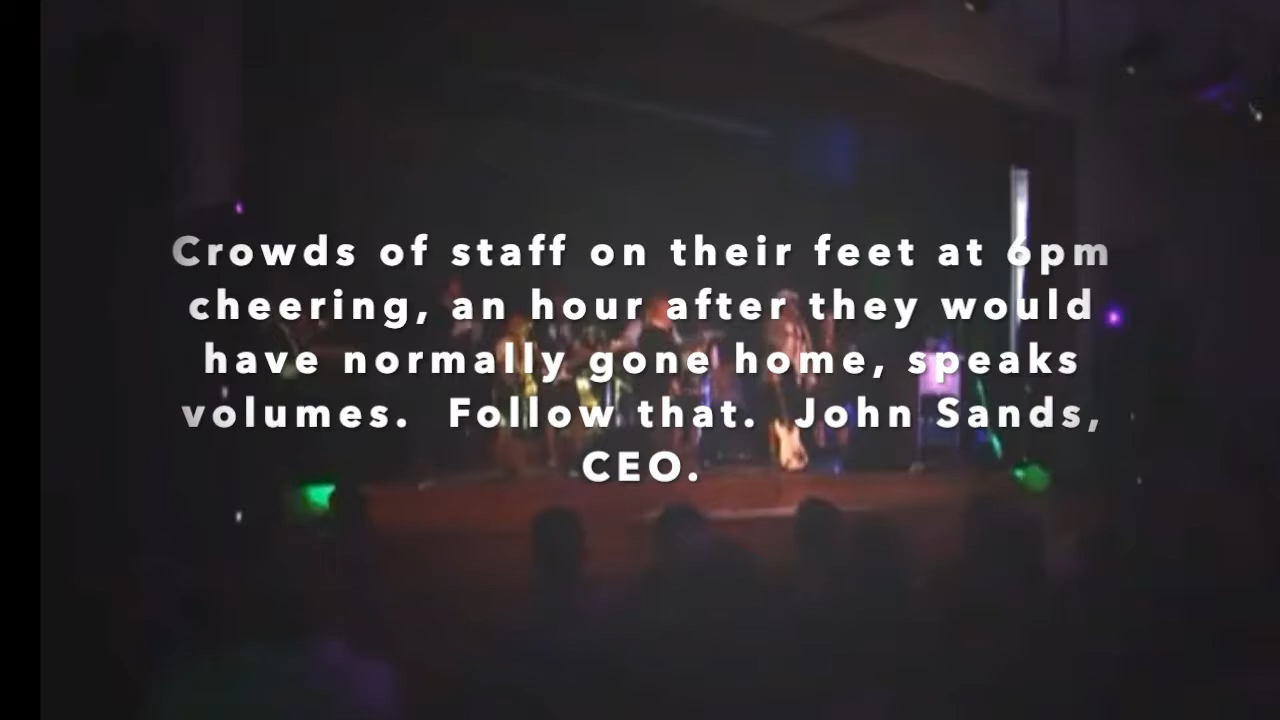 Crowds of staff on their feet at 6pm
cheering, an hour after they would
have normally gone home, speaks
volumes.  Follow that.  John Sands,
CEO.